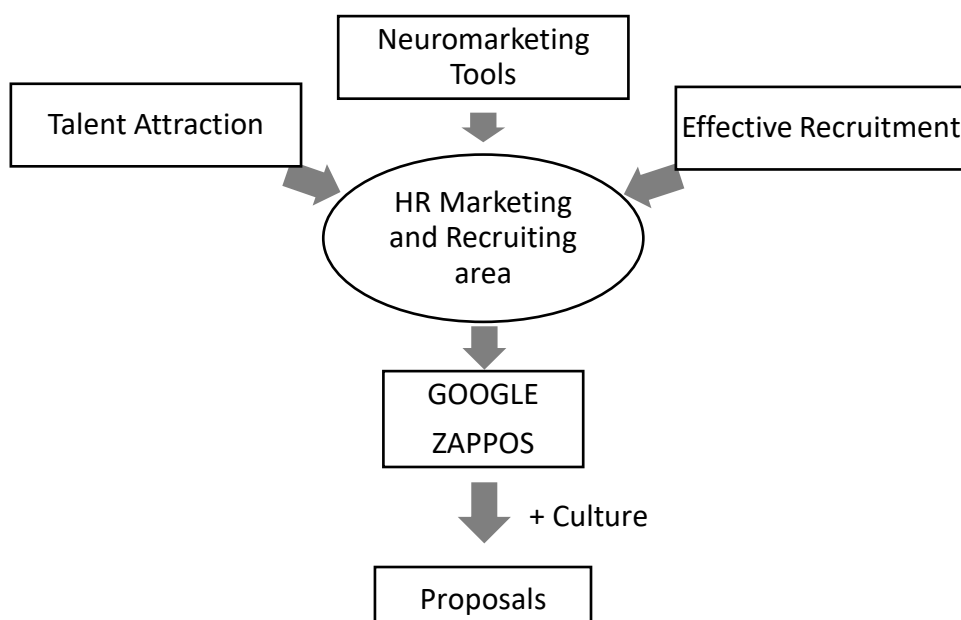 Neuromarketing
Tools
Talent Attraction
Effective Recruitment
HR Marketing
and Recruiting
area
GOOGLE
ZAPPOS
+ Culture
Proposals